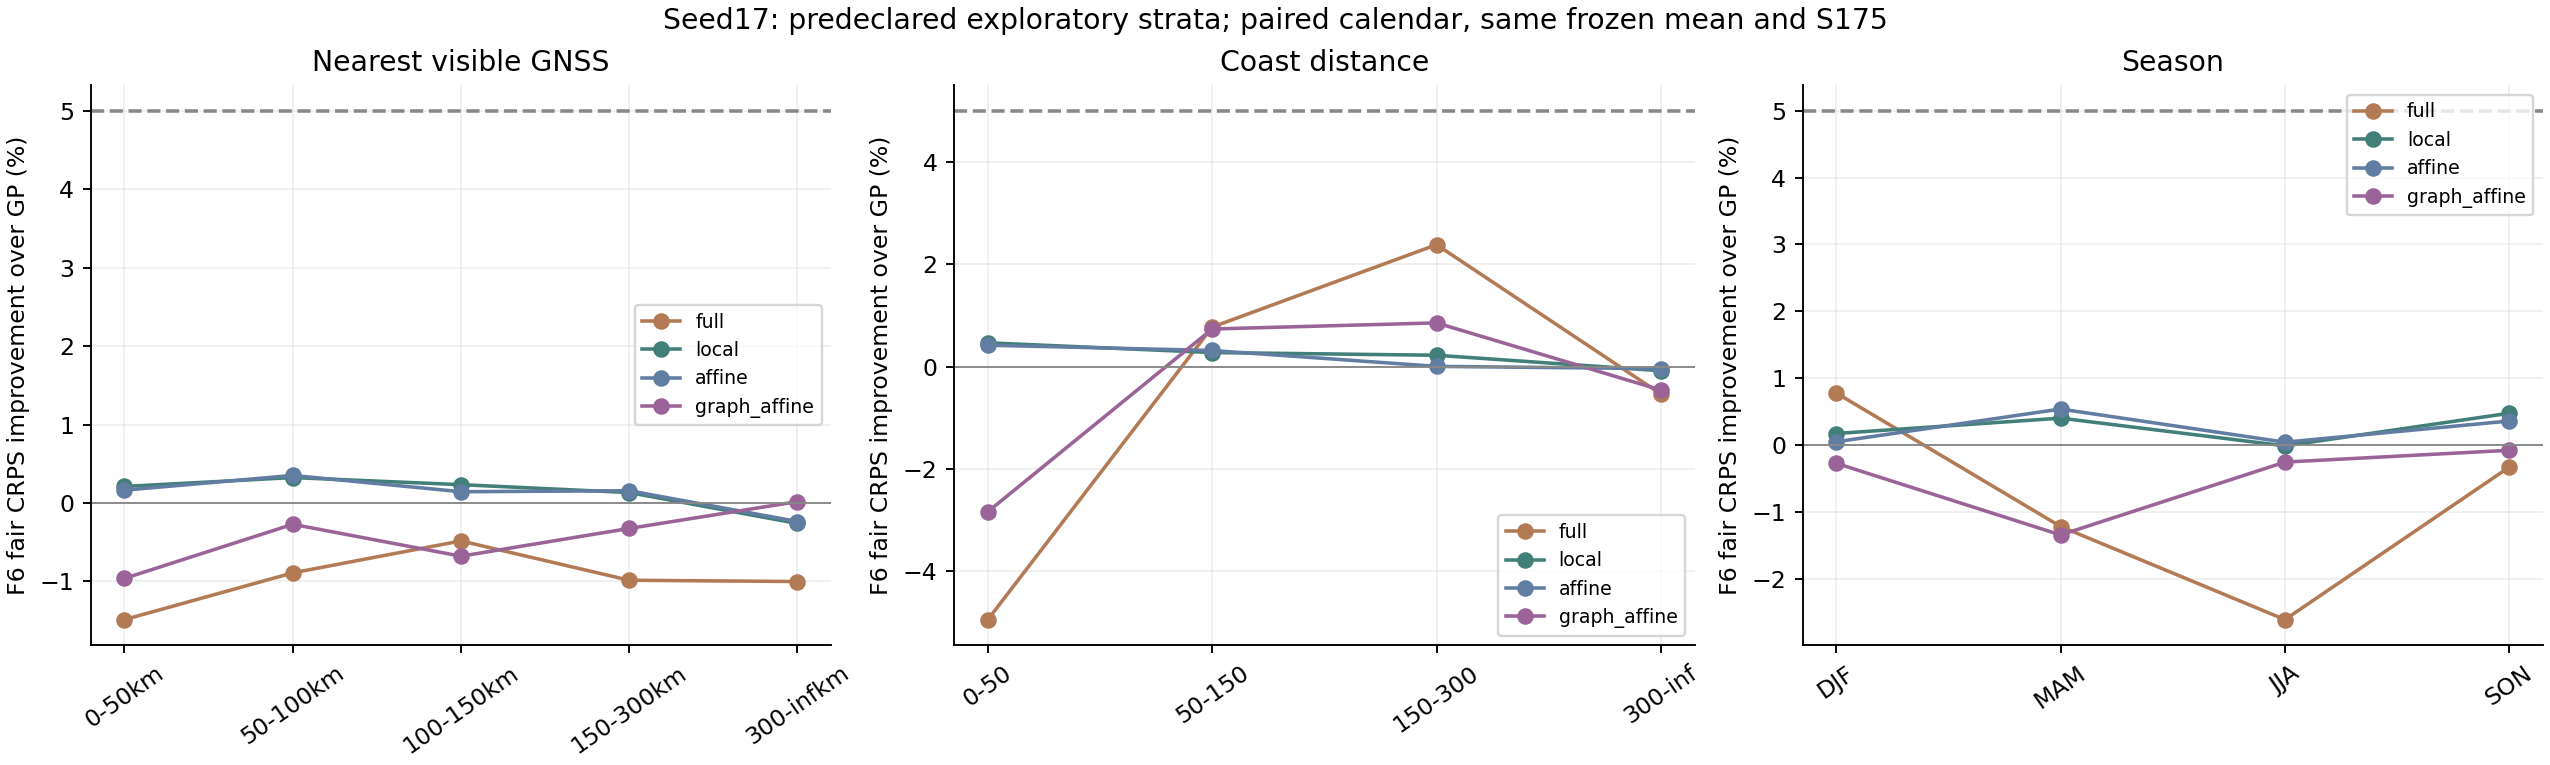 Seed17: predeclared exploratory strata; paired calendar, same frozen mean and S175
Nearest visible GNSS
F6 fair CRPS improvement over GP (%)
5
4
3
2
1
0
−1
full
local
affine
graph_affine
0-50km
50-100km
100-150km
150-300km
300-infkm
Coast distance
F6 fair CRPS improvement over GP (%)
4
2
0
−2
−4
full
local
affine
graph_affine
0-50
50-150
150-300
300-inf
Season
F6 fair CRPS improvement over GP (%)
5
4
3
2
1
0
−1
−2
full
local
affine
graph_affine
DJF
MAM
JJA
SON